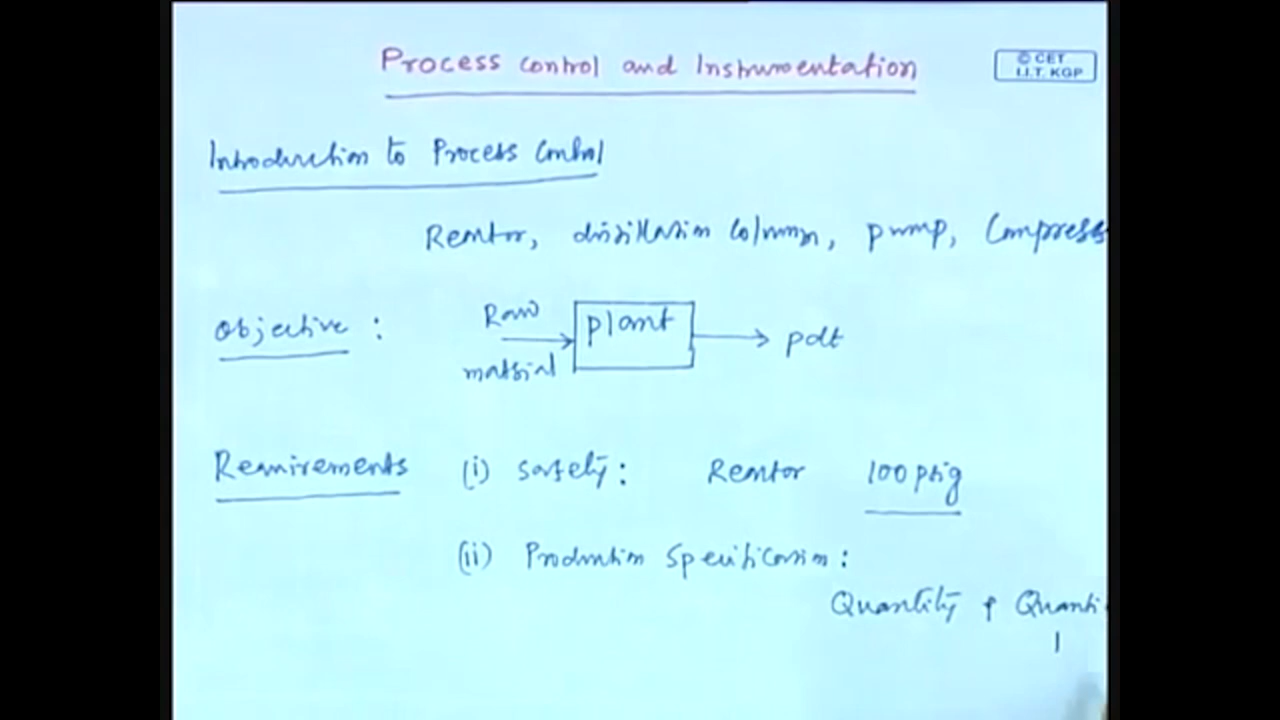 Process control and Instrumentation
© CET
I.I.T. KGP
Introduction to Process Control
Reactor, distillation column, pump, Compress
Objective :
Raw
material
plant
pdt
Requirements (i) Safety : Reactor 100 psig
(ii) Production Specification :
Quantity & Quanti